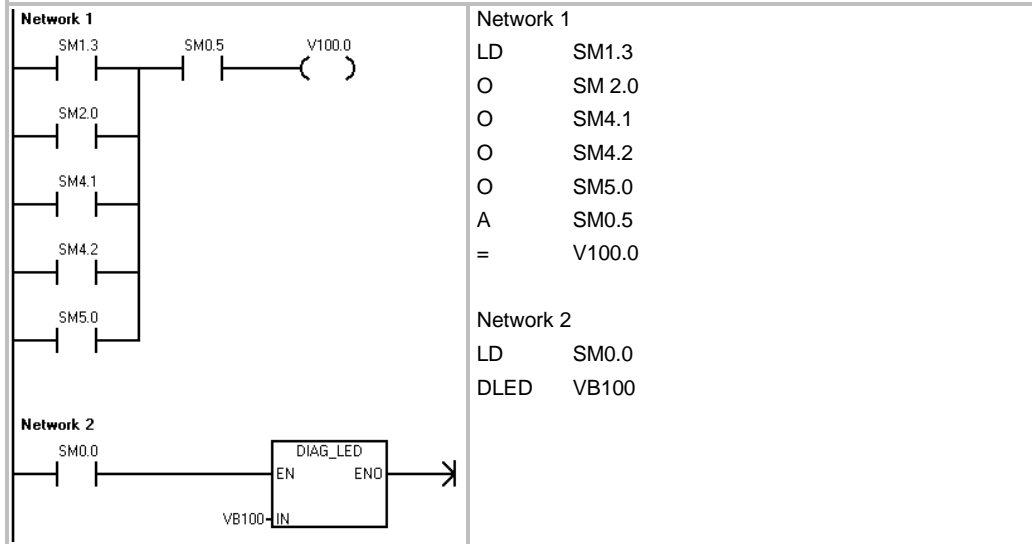 Network 1
SM1.3 SM0.5 V100.0
SM2.0
SM4.1
SM4.2
SM5.0
Network 2
SM0.0 DIAG_LED
EN ENO
VB100 IN
Network 1
LD SM1.3
O SM 2.0
O SM4.1
O SM4.2
O SM5.0
A SM0.5
= V100.0
Network 2
LD SM0.0
DLED VB100